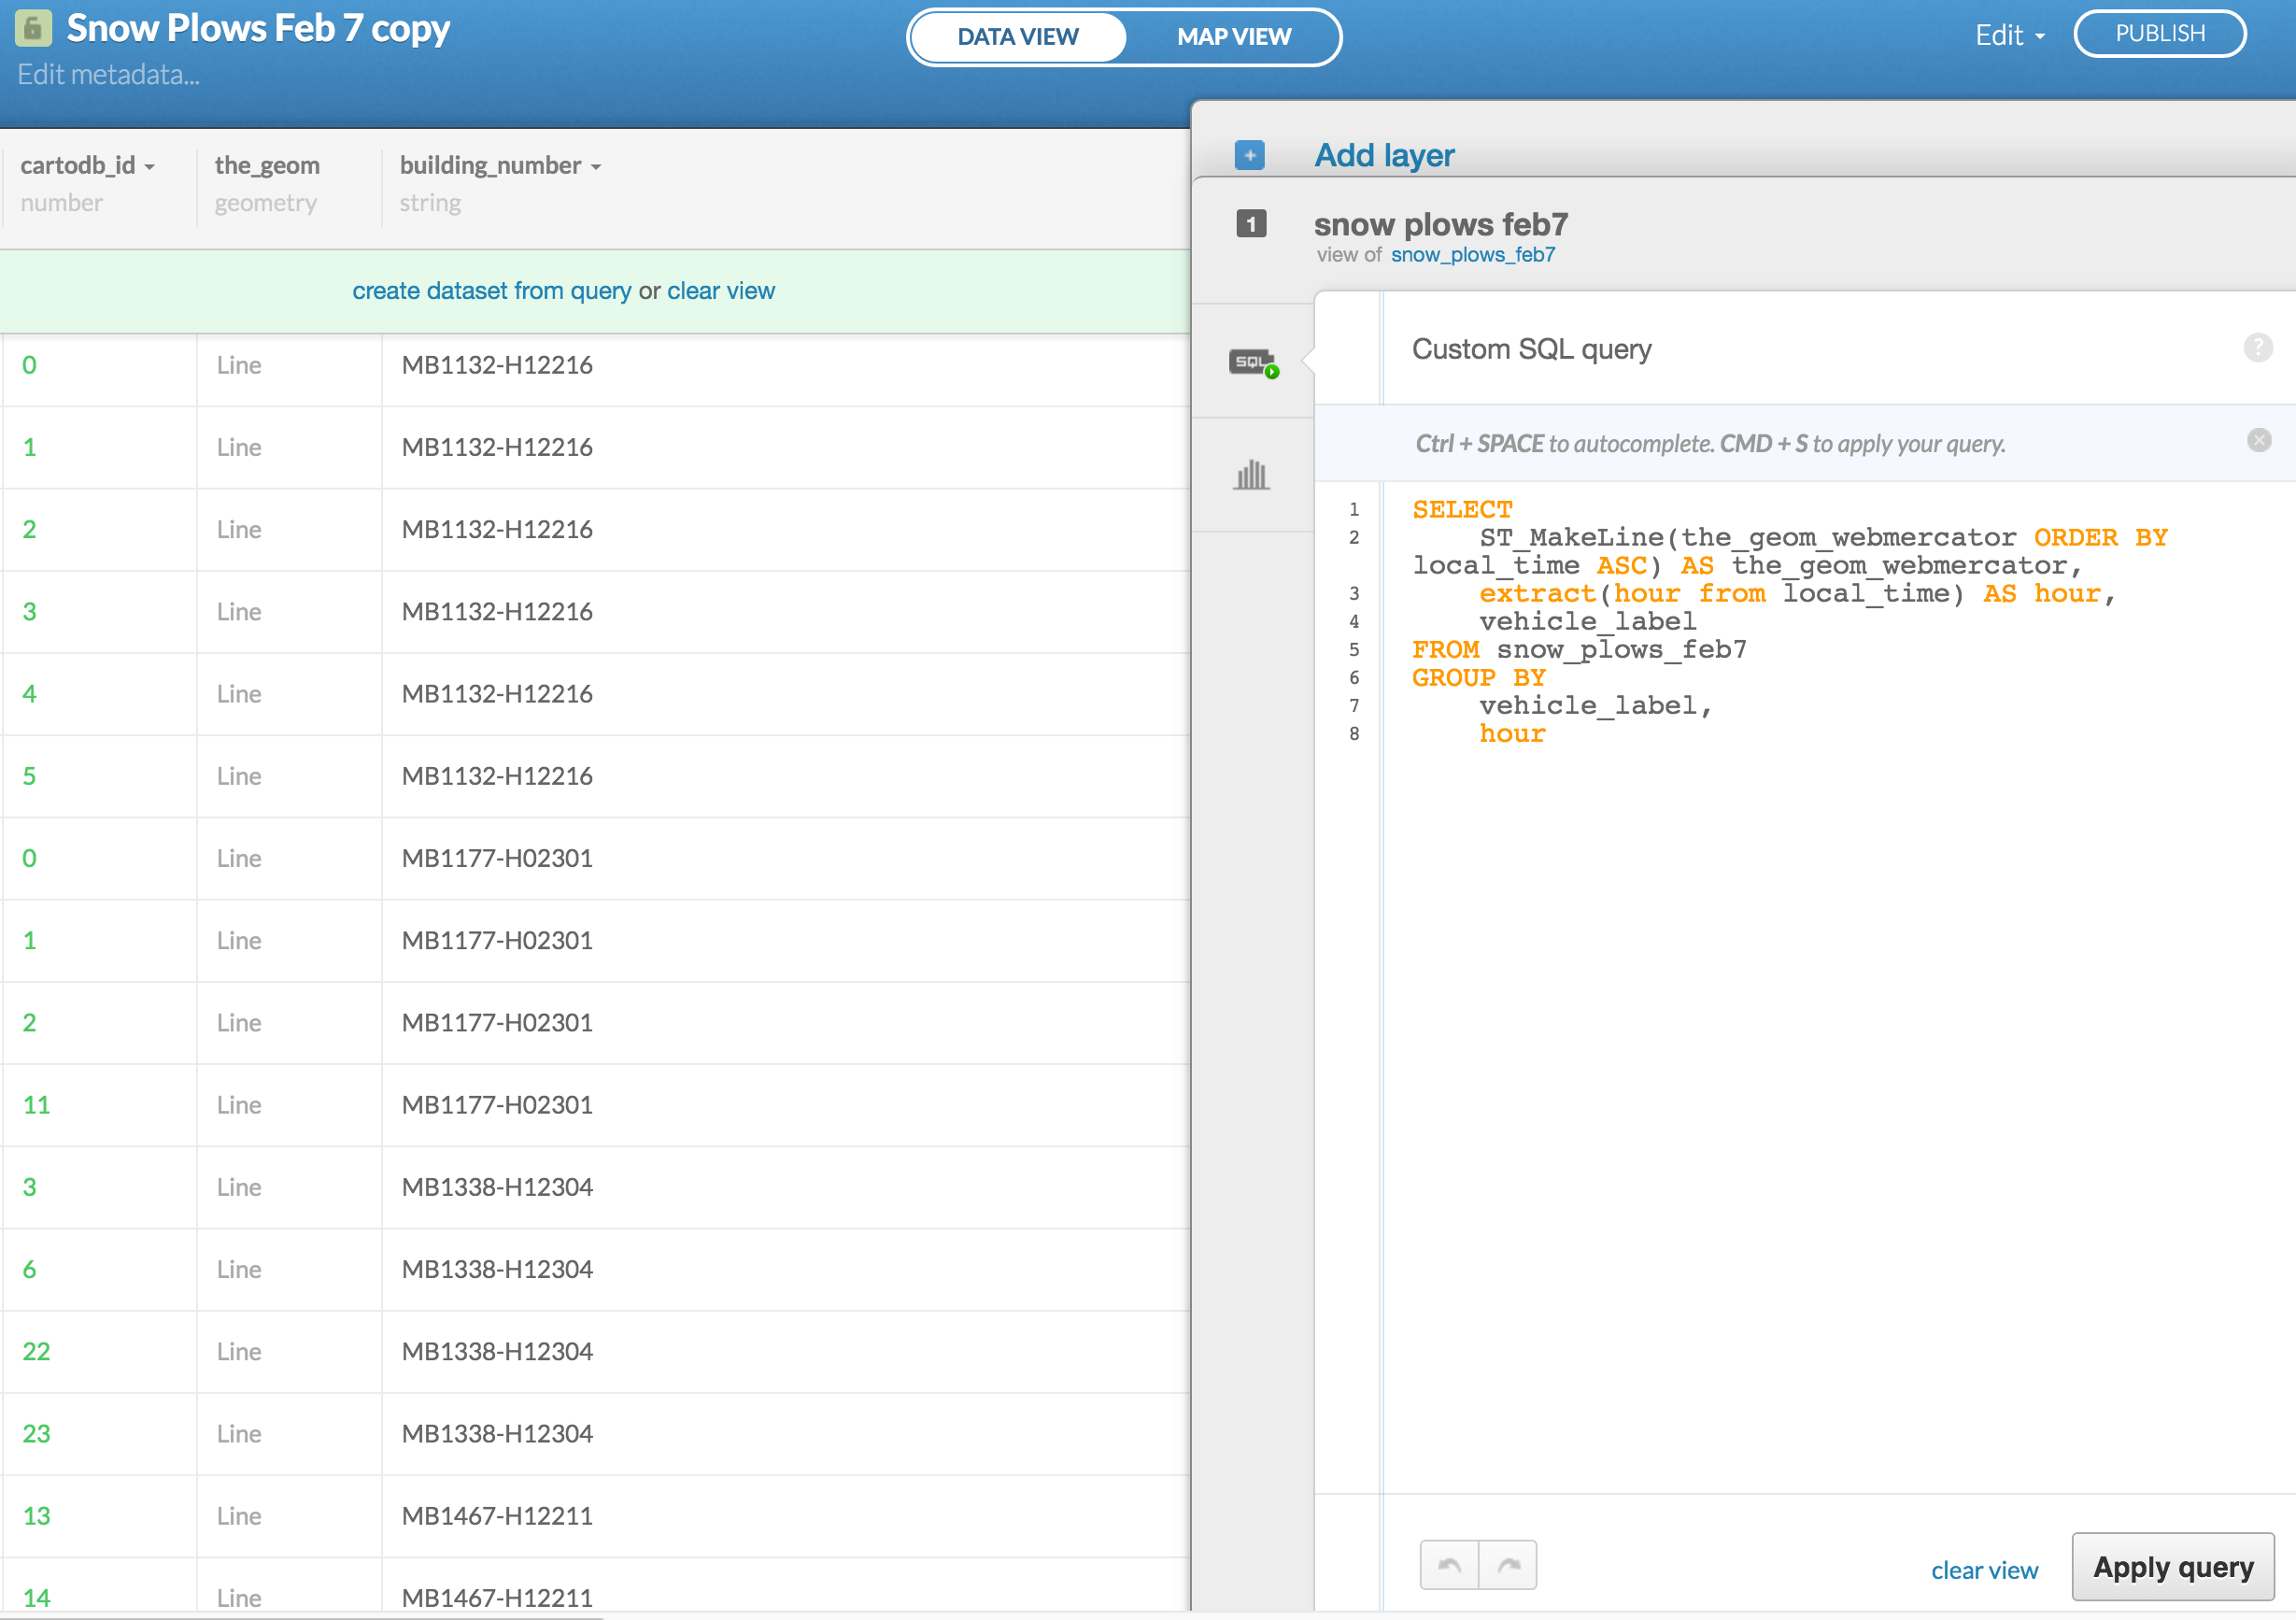 Snow Plows Feb 7 copy
Edit metadata...
DATA VIEW
MAP VIEW
Edit
PUBLISH
cartodb_id
number
the_geom
geometry
building_number
string
create dataset from query or clear view
0 Line MB1132-H12216
1 Line MB1132-H12216
2 Line MB1132-H12216
3 Line MB1132-H12216
4 Line MB1132-H12216
5 Line MB1132-H12216
0 Line MB1177-H02301
1 Line MB1177-H02301
2 Line MB1177-H02301
11 Line MB1177-H02301
3 Line MB1338-H12304
6 Line MB1338-H12304
22 Line MB1338-H12304
23 Line MB1338-H12304
13 Line MB1467-H12211
14 Line MB1467-H12211
+ Add layer
1 snow plows feb7
view of snow_plows_feb7
SQL
Custom SQL query
?
Ctrl + SPACE to autocomplete. CMD + S to apply your query.
1 SELECT
2 ST_MakeLine(the_geom_webmercator ORDER BY
local_time ASC) AS the_geom_webmercator,
3 extract(hour from local_time) AS hour,
4 vehicle_label
5 FROM snow_plows_feb7
6 GROUP BY
7 vehicle_label,
8 hour
clear view
Apply query